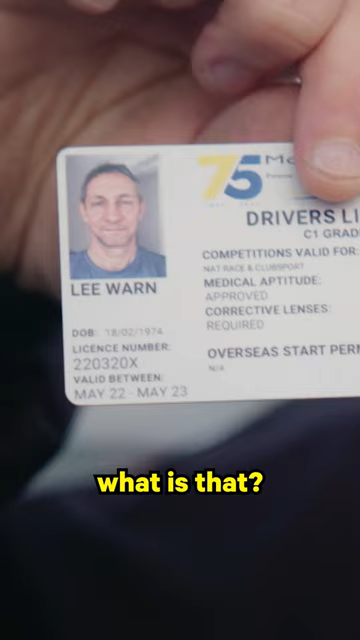 75 Mo
DRIVERS LI
C1 GRAD
COMPETITIONS VALID FOR:
NAT RACE & CLUBSPORT
MEDICAL APTITUDE:
APPROVED
CORRECTIVE LENSES:
REQUIRED
OVERSEAS START PERM
N/A
LEE WARN
DOB: 18/02/1974
LICENCE NUMBER:
220320X
VALID BETWEEN:
MAY 22 - MAY 23
what is that?